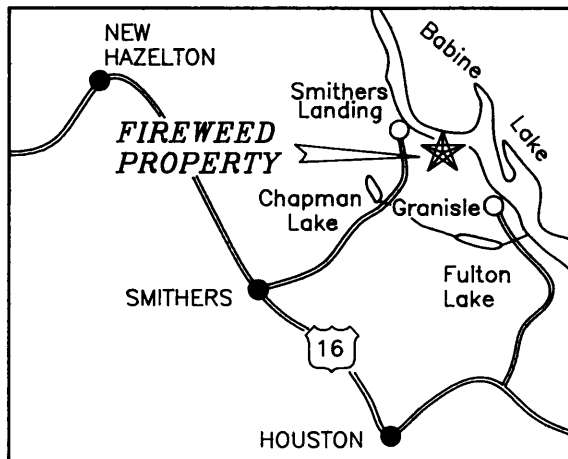 NEW
HAZELTON
Babine
Lake
Smithers
Landing
FIREWEED
PROPERTY
Chapman
Lake
Granisle
Fulton
Lake
SMITHERS
16
HOUSTON